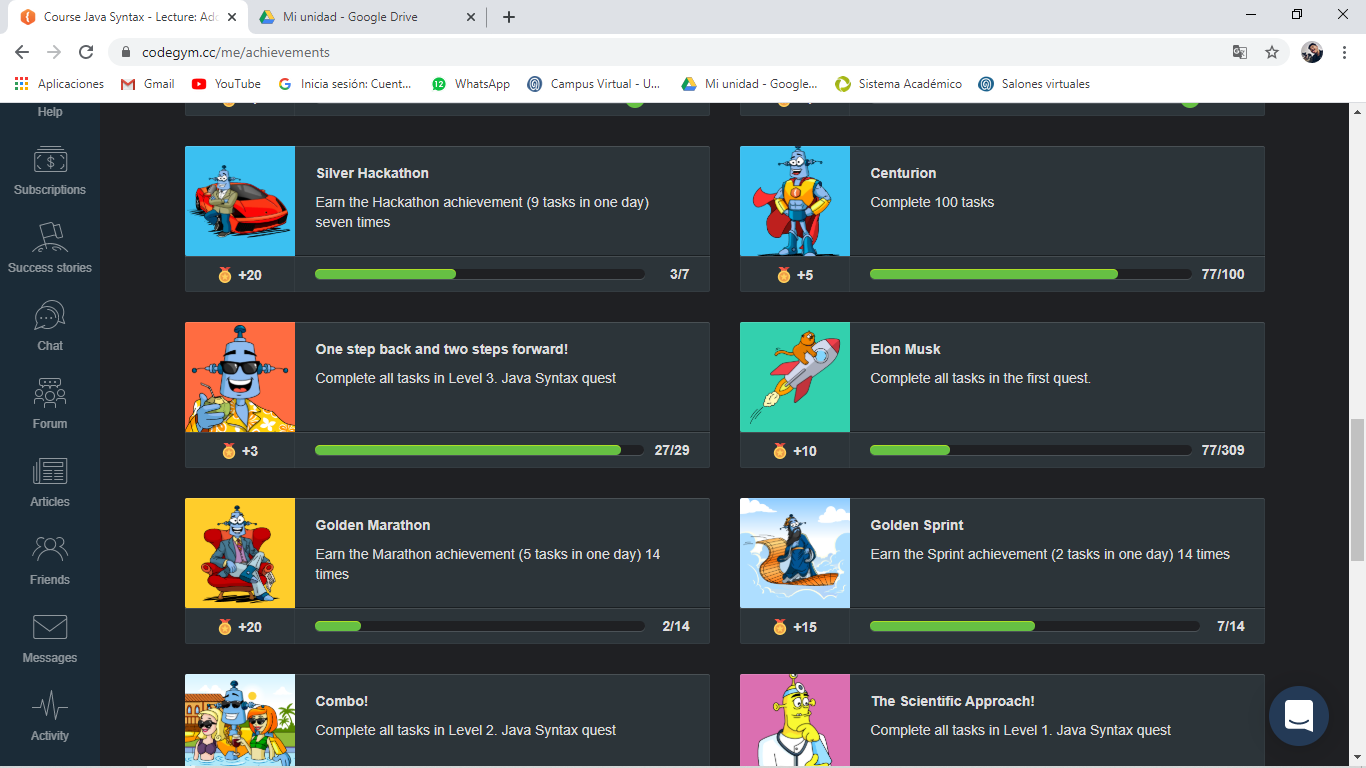 Course Java Syntax - Lecture: Ad
Mi unidad - Google Drive
codegym.cc/me/achievements
Aplicaciones
Gmail
YouTube
Inicia sesión: Cuent...
12
WhatsApp
Campus Virtual - U...
Mi unidad - Google...
Sistema Académico
Salones virtuales
Help
Subscriptions
Success stories
Chat
Forum
Articles
Friends
Messages
Activity
Silver Hackathon
Earn the Hackathon achievement (9 tasks in one day)
seven times
+20
3/7
Centurion
Complete 100 tasks
+5
77/100
One step back and two steps forward!
Complete all tasks in Level 3. Java Syntax quest
+3
27/29
Elon Musk
Complete all tasks in the first quest.
+10
77/309
Golden Marathon
Earn the Marathon achievement (5 tasks in one day) 14
times
+20
2/14
Golden Sprint
Earn the Sprint achievement (2 tasks in one day) 14 times
+15
7/14
Combo!
Complete all tasks in Level 2. Java Syntax quest
The Scientific Approach!
Complete all tasks in Level 1. Java Syntax quest